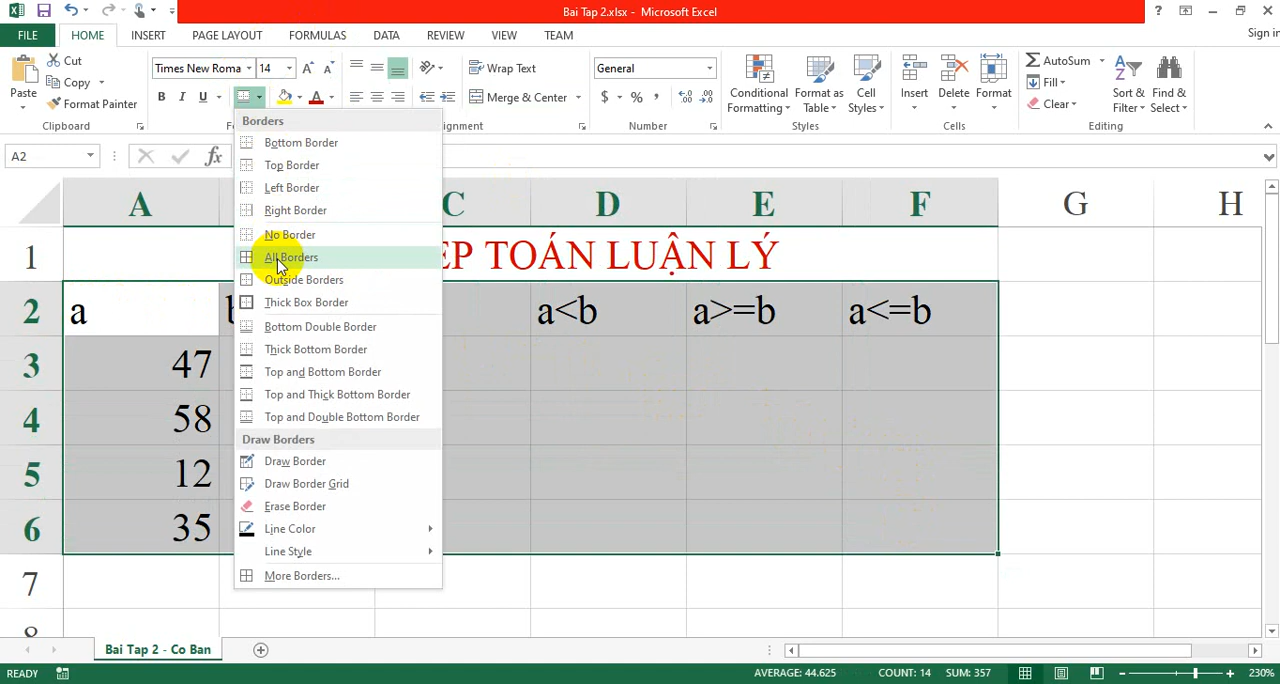 Bai Tap 2.xlsx - Microsoft Excel
Sign in
FILE
HOME
INSERT
PAGE LAYOUT
FORMULAS
DATA
REVIEW
VIEW
TEAM
Paste
Cut
Copy
Format Painter
Clipboard
Times New Roma
14
B I U
Wrap Text
Merge & Center
General
$ % ,
Number
Conditional Formatting
Format as Table
Cell Styles
Styles
Insert
Delete
Format
Cells
AutoSum
Fill
Clear
Sort & Filter
Find & Select
Editing
A2
fx
Borders
Bottom Border
Top Border
Left Border
Right Border
No Border
All Borders
Outside Borders
Thick Box Border
Bottom Double Border
Thick Bottom Border
Top and Bottom Border
Top and Thick Bottom Border
Top and Double Bottom Border
Draw Borders
Draw Border
Draw Border Grid
Erase Border
Line Color
Line Style
More Borders...
A C D E F G H
1 TOÁN LUẬN LÝ
2 a a<b a>=b a<=b
3 47
4 58
5 12
6 35
7
8
Bai Tap 2 - Co Ban
READY
AVERAGE: 44.625
COUNT: 14
SUM: 357
230%